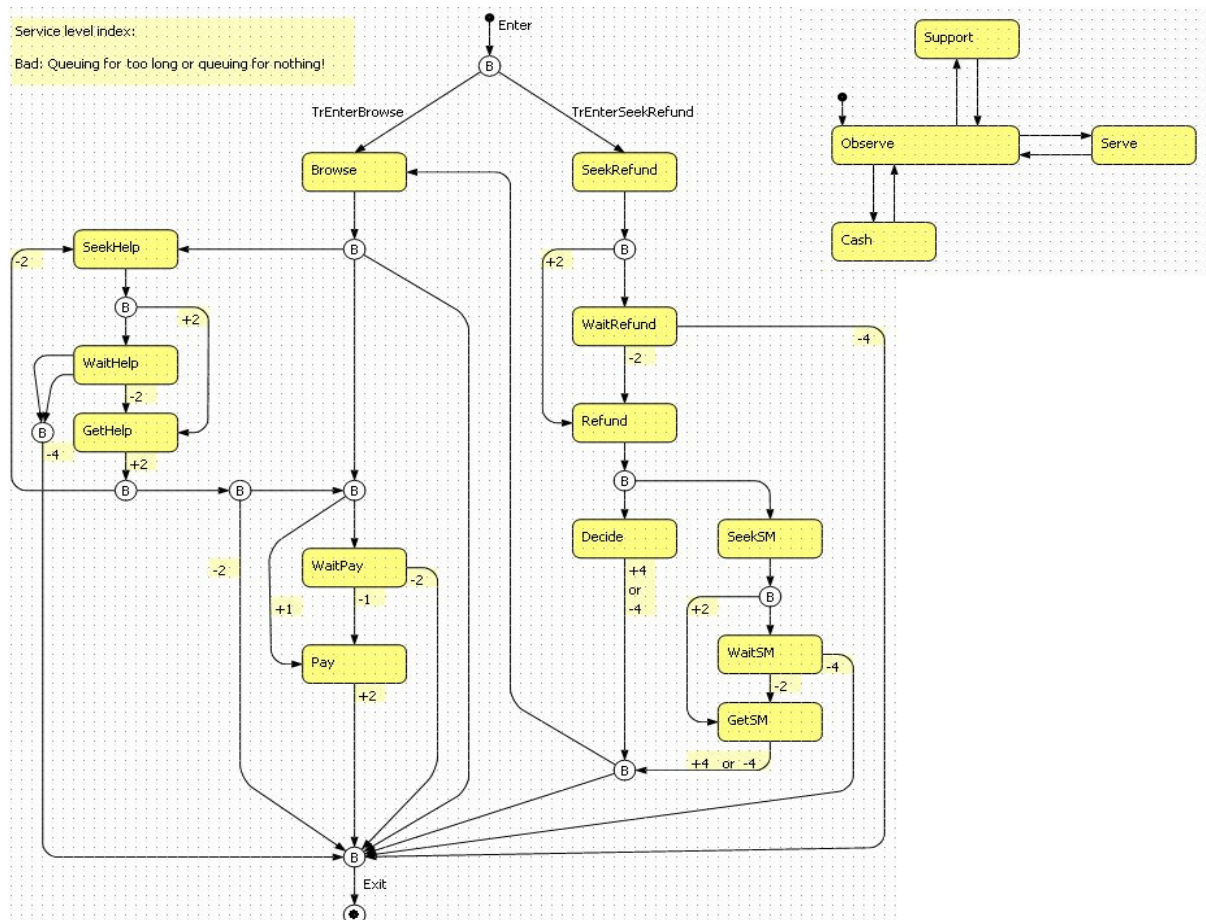 Service level index:
Bad: Queuing for too long or queuing for nothing!
Enter
B
TrEnterBrowse
TrEnterSeekRefund
Browse
SeekRefund
SeekHelp
B
B
-2
+2
B
+2
WaitHelp
WaitRefund
-4
-2
-2
GetHelp
Refund
B
-4
+2
B
B
B
B
Decide
SeekSM
WaitPay
-2
-2
+4
or
-4
B
+2
+1
-1
WaitSM
-4
Pay
-2
+2
GetSM
+4 or -4
B
B
Exit
Support
Observe
Serve
Cash